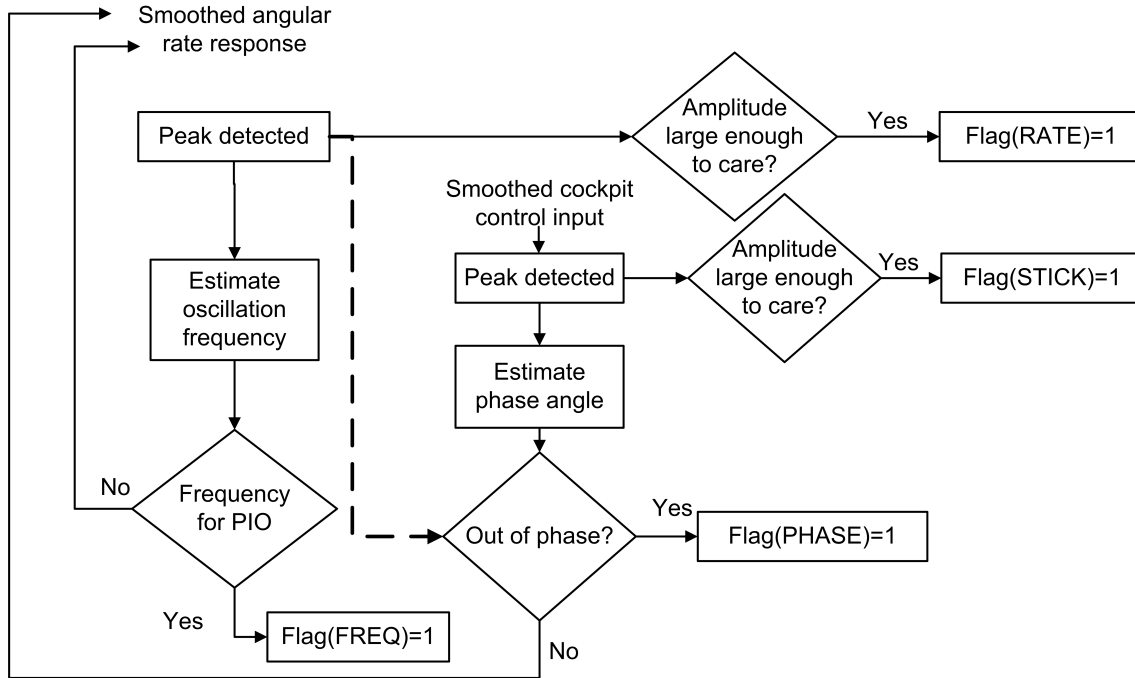 Smoothed angular
rate response
Peak detected
Amplitude
large enough
to care?
Yes
Flag(RATE)=1
Smoothed cockpit
control input
Peak detected
Amplitude
large enough
to care?
Yes
Flag(STICK)=1
Estimate
oscillation
frequency
Estimate
phase angle
No
Frequency
for PIO
Yes
Flag(FREQ)=1
Out of phase?
Yes
Flag(PHASE)=1
No